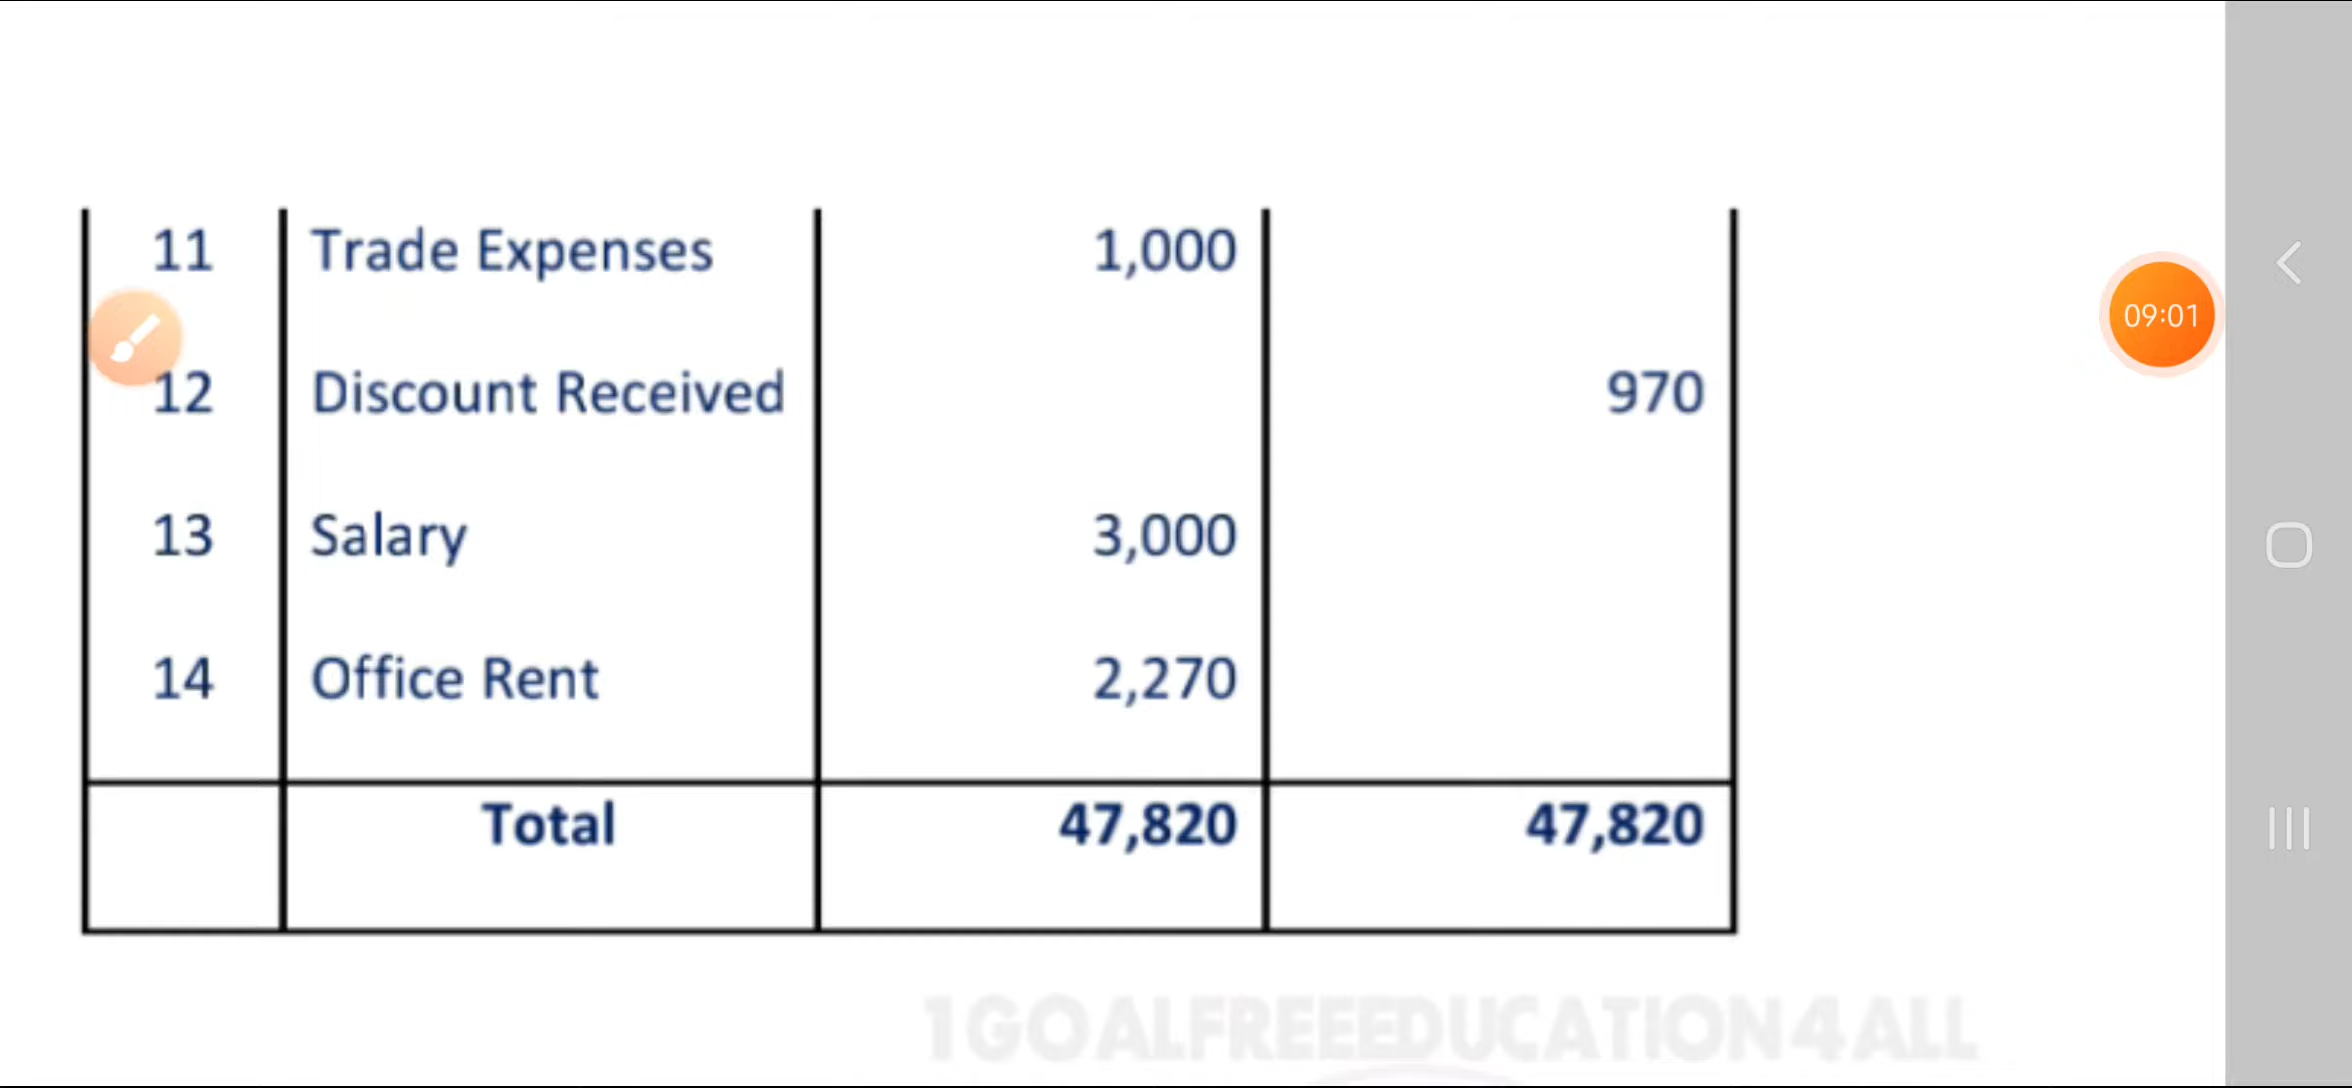 11 Trade Expenses 1,000
12 Discount Received 970
13 Salary 3,000
14 Office Rent 2,270
Total 47,820 47,820
09:01
1GOALFREEEDUCATION4ALL